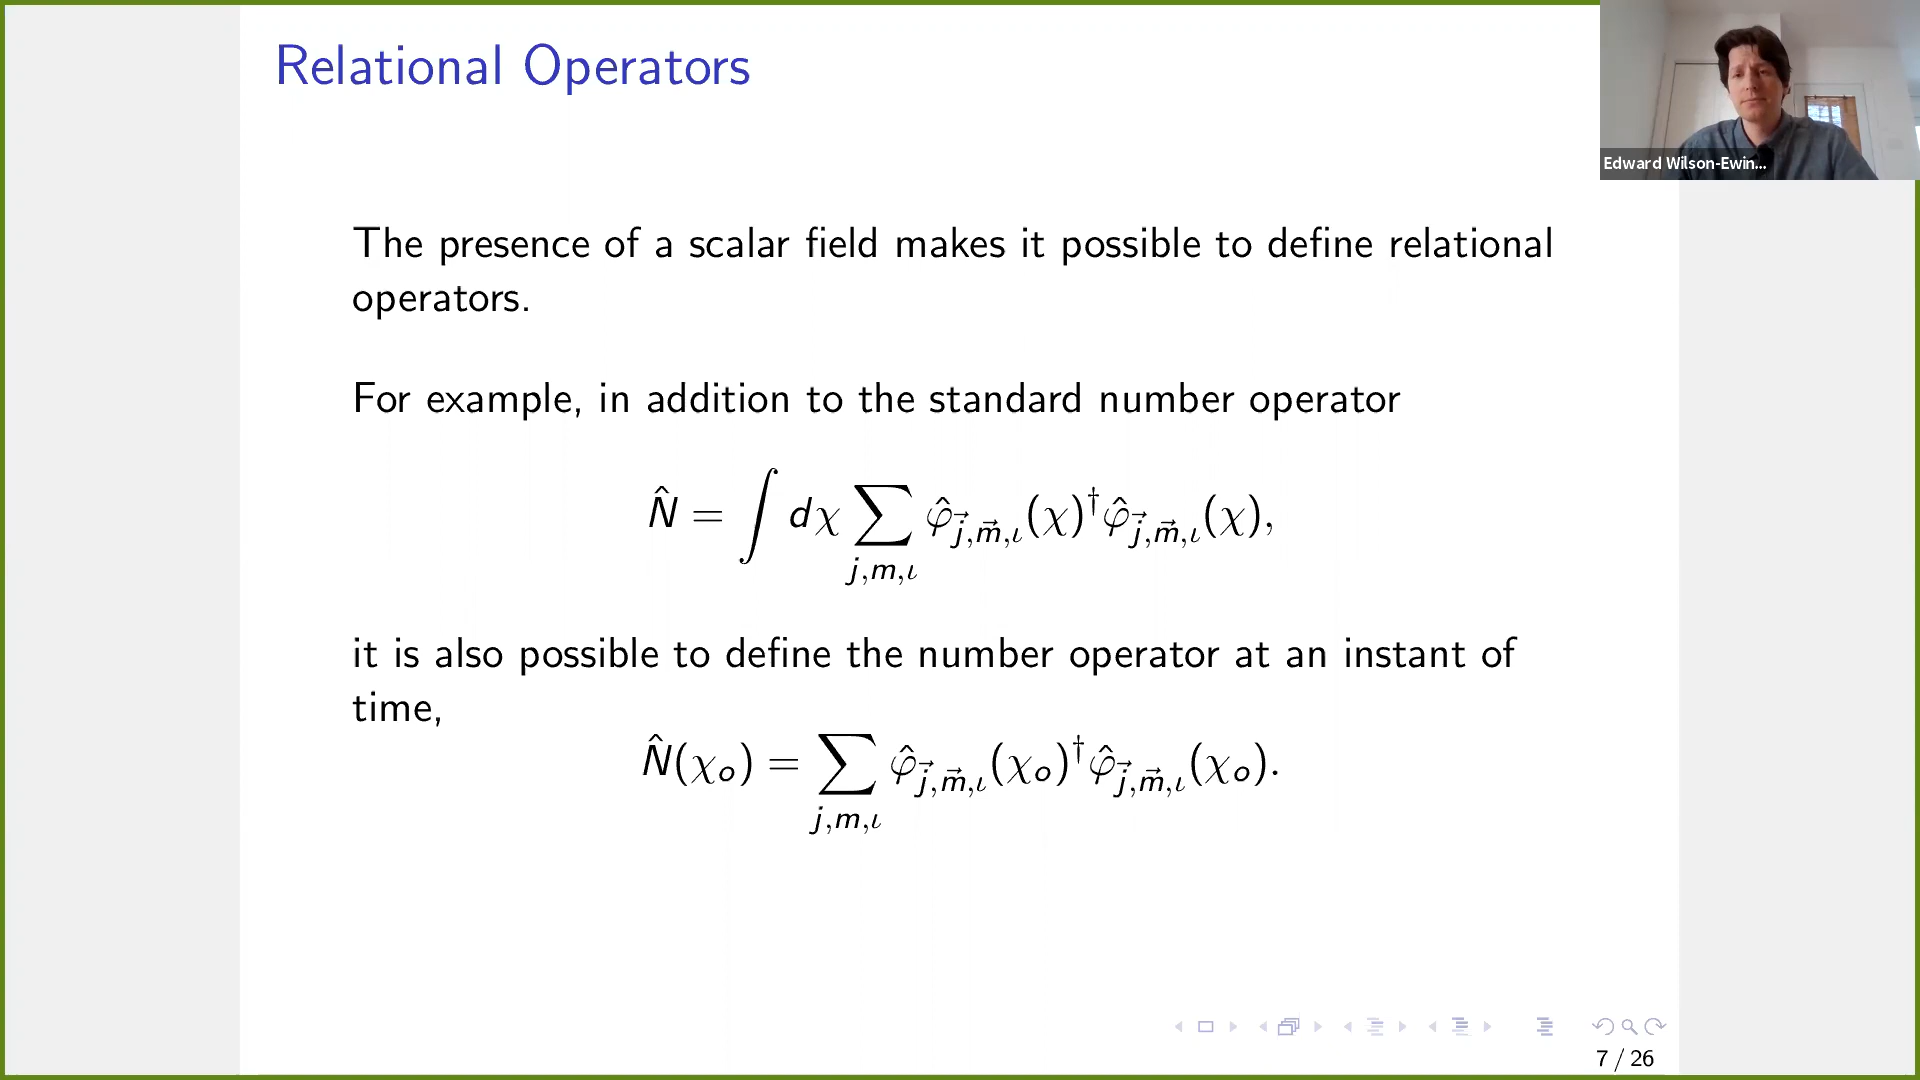 Relational Operators
Edward Wilson-Ewin...
The presence of a scalar field makes it possible to define relational
operators.
For example, in addition to the standard number operator
N̂ = ∫ dχ ∑_{j,m,ι} φ̂_{j⃗,m⃗,ι}(χ)†φ̂_{j⃗,m⃗,ι}(χ),
it is also possible to define the number operator at an instant of
time,
N̂(χ_o) = ∑_{j,m,ι} φ̂_{j⃗,m⃗,ι}(χ_o)†φ̂_{j⃗,m⃗,ι}(χ_o).
7 / 26